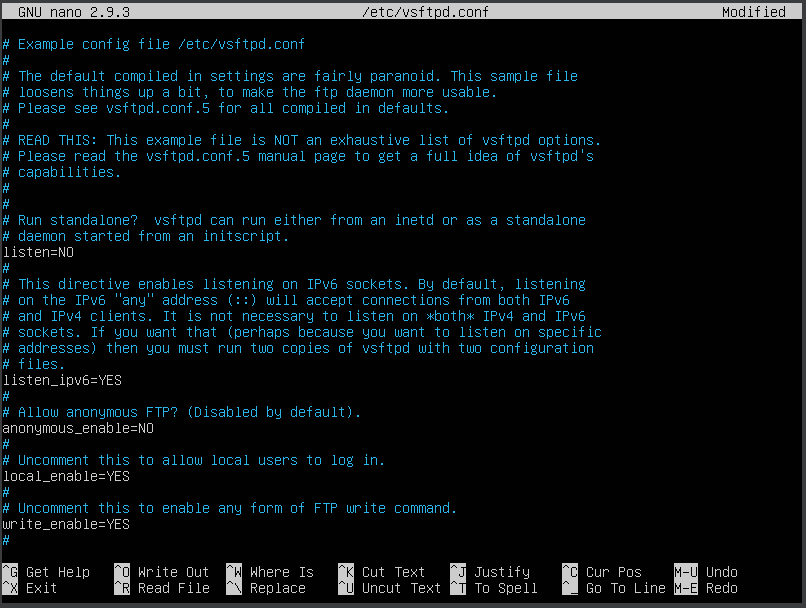 GNU nano 2.9.3 /etc/vsftpd.conf Modified
# Example config file /etc/vsftpd.conf
#
# The default compiled in settings are fairly paranoid. This sample file
# loosens things up a bit, to make the ftp daemon more usable.
# Please see vsftpd.conf.5 for all compiled in defaults.
#
# READ THIS: This example file is NOT an exhaustive list of vsftpd options.
# Please read the vsftpd.conf.5 manual page to get a full idea of vsftpd's
# capabilities.
#
#
# Run standalone?  vsftpd can run either from an inetd or as a standalone
# daemon started from an initscript.
listen=NO
#
# This directive enables listening on IPv6 sockets. By default, listening
# on the IPv6 "any" address (::) will accept connections from both IPv6
# and IPv4 clients. It is not necessary to listen on *both* IPv4 and IPv6
# sockets. If you want that (perhaps because you want to listen on specific
# addresses) then you must run two copies of vsftpd with two configuration
# files.
listen_ipv6=YES
#
# Allow anonymous FTP? (Disabled by default).
anonymous_enable=NO
#
# Uncomment this to allow local users to log in.
local_enable=YES
#
# Uncomment this to enable any form of FTP write command.
write_enable=YES
#
^G Get Help ^O Write Out ^W Where Is ^K Cut Text ^J Justify ^C Cur Pos M-U Undo
^X Exit ^R Read File ^\ Replace ^U Uncut Text ^T To Spell ^_ Go To Line M-E Redo